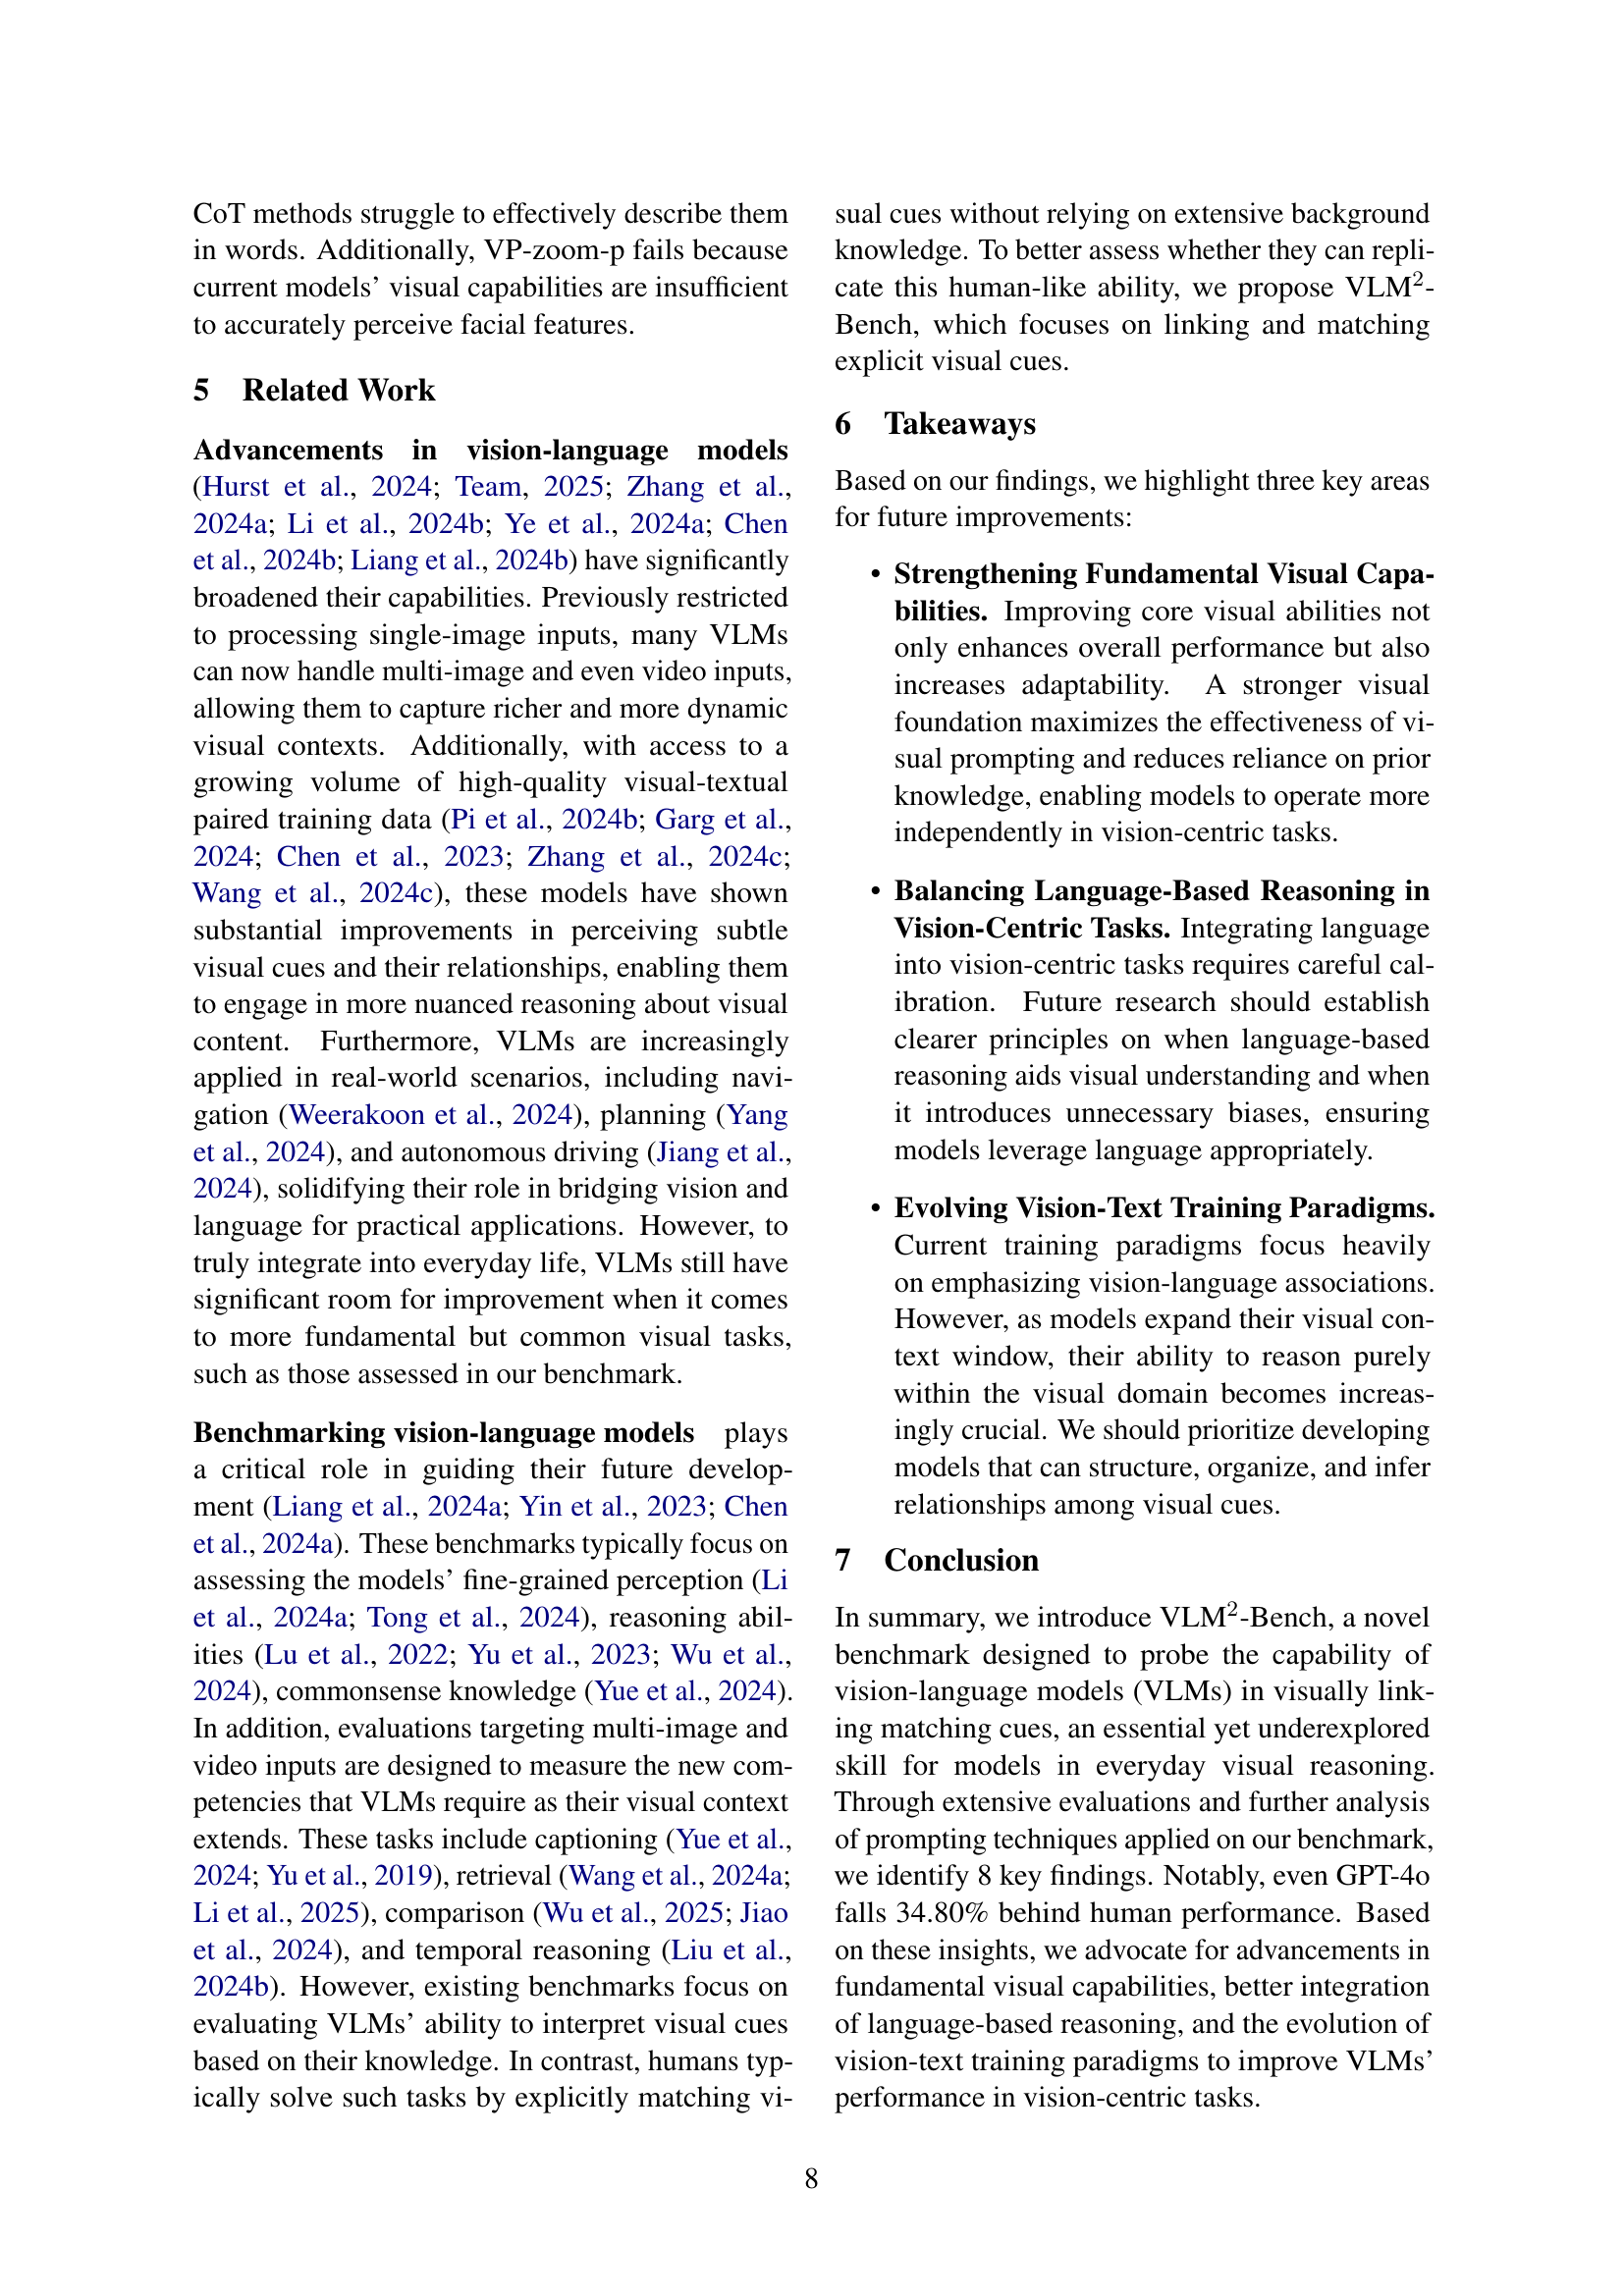 CoT methods struggle to effectively describe them
in words. Additionally, VP-zoom-p fails because
current models’ visual capabilities are insufficient
to accurately perceive facial features.
5 Related Work
Advancements in vision-language models
(Hurst et al., 2024; Team, 2025; Zhang et al.,
2024a; Li et al., 2024b; Ye et al., 2024a; Chen
et al., 2024b; Liang et al., 2024b) have significantly
broadened their capabilities. Previously restricted
to processing single-image inputs, many VLMs
can now handle multi-image and even video inputs,
allowing them to capture richer and more dynamic
visual contexts. Additionally, with access to a
growing volume of high-quality visual-textual
paired training data (Pi et al., 2024b; Garg et al.,
2024; Chen et al., 2023; Zhang et al., 2024c;
Wang et al., 2024c), these models have shown
substantial improvements in perceiving subtle
visual cues and their relationships, enabling them
to engage in more nuanced reasoning about visual
content. Furthermore, VLMs are increasingly
applied in real-world scenarios, including navi-
gation (Weerakoon et al., 2024), planning (Yang
et al., 2024), and autonomous driving (Jiang et al.,
2024), solidifying their role in bridging vision and
language for practical applications. However, to
truly integrate into everyday life, VLMs still have
significant room for improvement when it comes
to more fundamental but common visual tasks,
such as those assessed in our benchmark.
Benchmarking vision-language models plays
a critical role in guiding their future develop-
ment (Liang et al., 2024a; Yin et al., 2023; Chen
et al., 2024a). These benchmarks typically focus on
assessing the models’ fine-grained perception (Li
et al., 2024a; Tong et al., 2024), reasoning abil-
ities (Lu et al., 2022; Yu et al., 2023; Wu et al.,
2024), commonsense knowledge (Yue et al., 2024).
In addition, evaluations targeting multi-image and
video inputs are designed to measure the new com-
petencies that VLMs require as their visual context
extends. These tasks include captioning (Yue et al.,
2024; Yu et al., 2019), retrieval (Wang et al., 2024a;
Li et al., 2025), comparison (Wu et al., 2025; Jiao
et al., 2024), and temporal reasoning (Liu et al.,
2024b). However, existing benchmarks focus on
evaluating VLMs’ ability to interpret visual cues
based on their knowledge. In contrast, humans typ-
ically solve such tasks by explicitly matching vi-
sual cues without relying on extensive background
knowledge. To better assess whether they can repli-
cate this human-like ability, we propose VLM²-
Bench, which focuses on linking and matching
explicit visual cues.
6 Takeaways
Based on our findings, we highlight three key areas
for future improvements:
• Strengthening Fundamental Visual Capa-
bilities. Improving core visual abilities not
only enhances overall performance but also
increases adaptability. A stronger visual
foundation maximizes the effectiveness of vi-
sual prompting and reduces reliance on prior
knowledge, enabling models to operate more
independently in vision-centric tasks.
• Balancing Language-Based Reasoning in
Vision-Centric Tasks. Integrating language
into vision-centric tasks requires careful cal-
ibration. Future research should establish
clearer principles on when language-based
reasoning aids visual understanding and when
it introduces unnecessary biases, ensuring
models leverage language appropriately.
• Evolving Vision-Text Training Paradigms.
Current training paradigms focus heavily
on emphasizing vision-language associations.
However, as models expand their visual con-
text window, their ability to reason purely
within the visual domain becomes increas-
ingly crucial. We should prioritize developing
models that can structure, organize, and infer
relationships among visual cues.
7 Conclusion
In summary, we introduce VLM²-Bench, a novel
benchmark designed to probe the capability of
vision-language models (VLMs) in visually link-
ing matching cues, an essential yet underexplored
skill for models in everyday visual reasoning.
Through extensive evaluations and further analysis
of prompting techniques applied on our benchmark,
we identify 8 key findings. Notably, even GPT-4o
falls 34.80% behind human performance. Based
on these insights, we advocate for advancements in
fundamental visual capabilities, better integration
of language-based reasoning, and the evolution of
vision-text training paradigms to improve VLMs’
performance in vision-centric tasks.
8